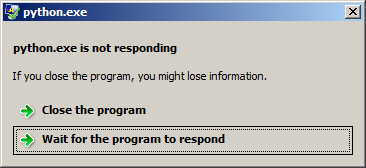 python.exe
python.exe is not responding
If you close the program, you might lose information.
Close the program
Wait for the program to respond